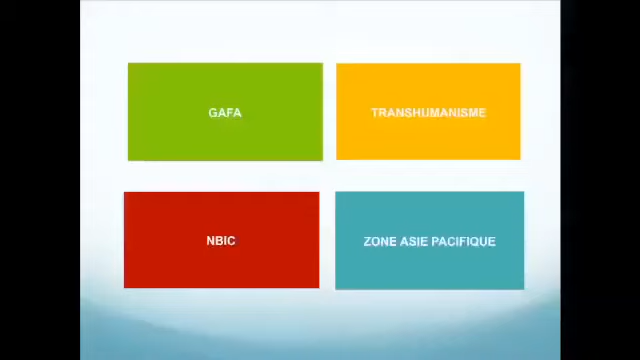 GAFA
TRANSHUMANISME
NBIC
ZONE ASIE PACIFIQUE